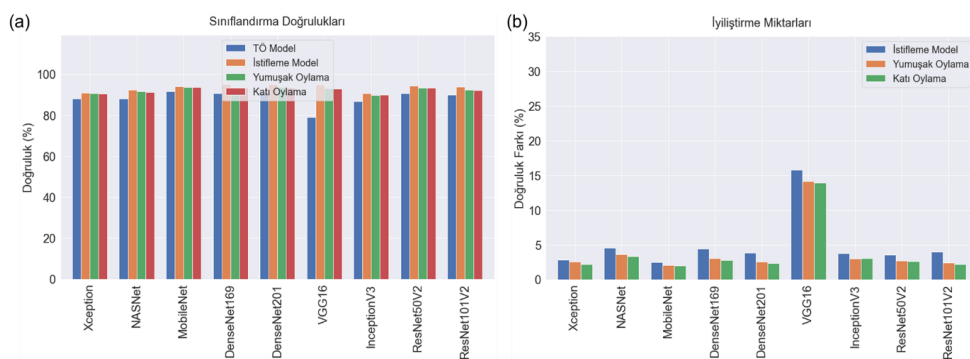 (a)
Sınıflandırma Doğrulukları
TÖ Model
İstifleme Model
Yumuşak Oylama
Katı Oylama
Doğruluk (%)
100
80
60
40
20
0
Xception
NASNet
MobileNet
DenseNet169
DenseNet201
VGG16
InceptionV3
ResNet50V2
ResNet101V2
(b)
İyileştirme Miktarları
İstifleme Model
Yumuşak Oylama
Katı Oylama
Doğruluk Farkı (%)
35
30
25
20
15
10
5
0
Xception
NASNet
MobileNet
DenseNet169
DenseNet201
VGG16
InceptionV3
ResNet50V2
ResNet101V2